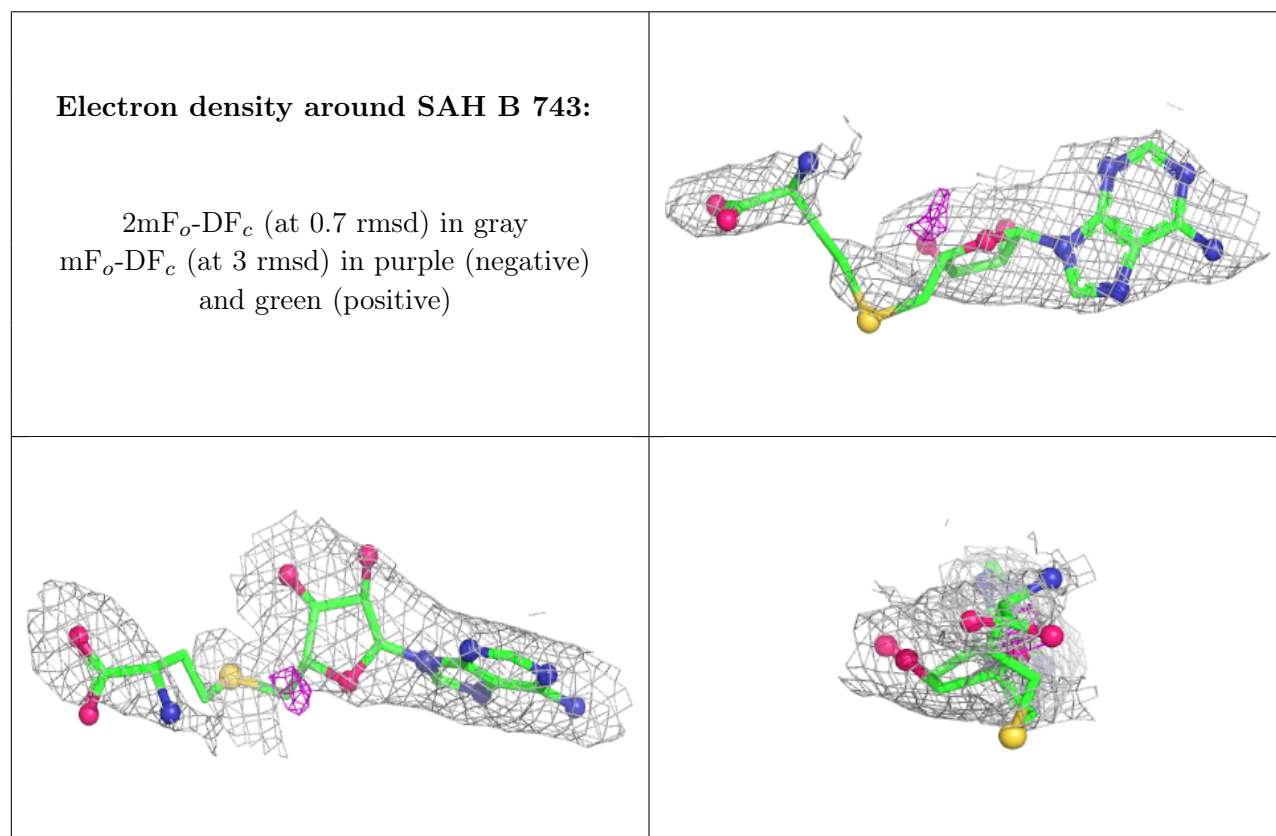 Electron density around SAH B 743:
2mFo-DFc (at 0.7 rmsd) in gray
mFo-DFc (at 3 rmsd) in purple (negative)
and green (positive)